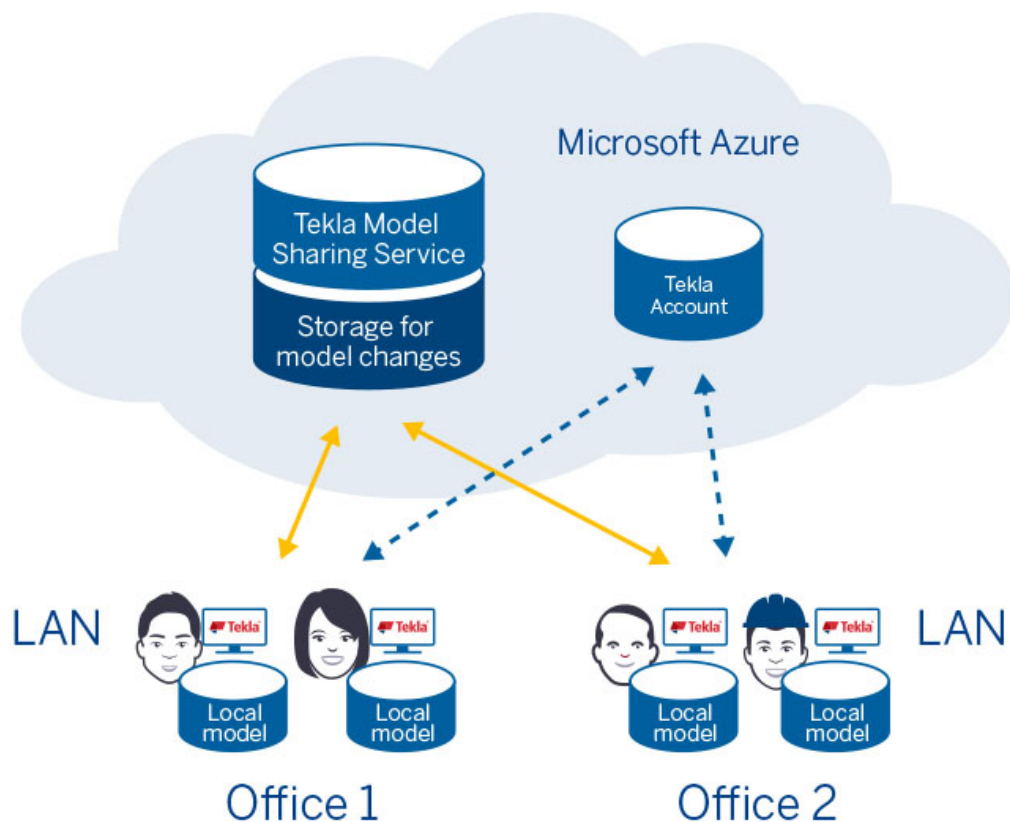 Microsoft Azure
Tekla Model
Sharing Service
Storage for
model changes
Tekla
Account
LAN
Tekla
Tekla
Tekla
Tekla
LAN
Local
model
Local
model
Local
model
Local
model
Office 1
Office 2